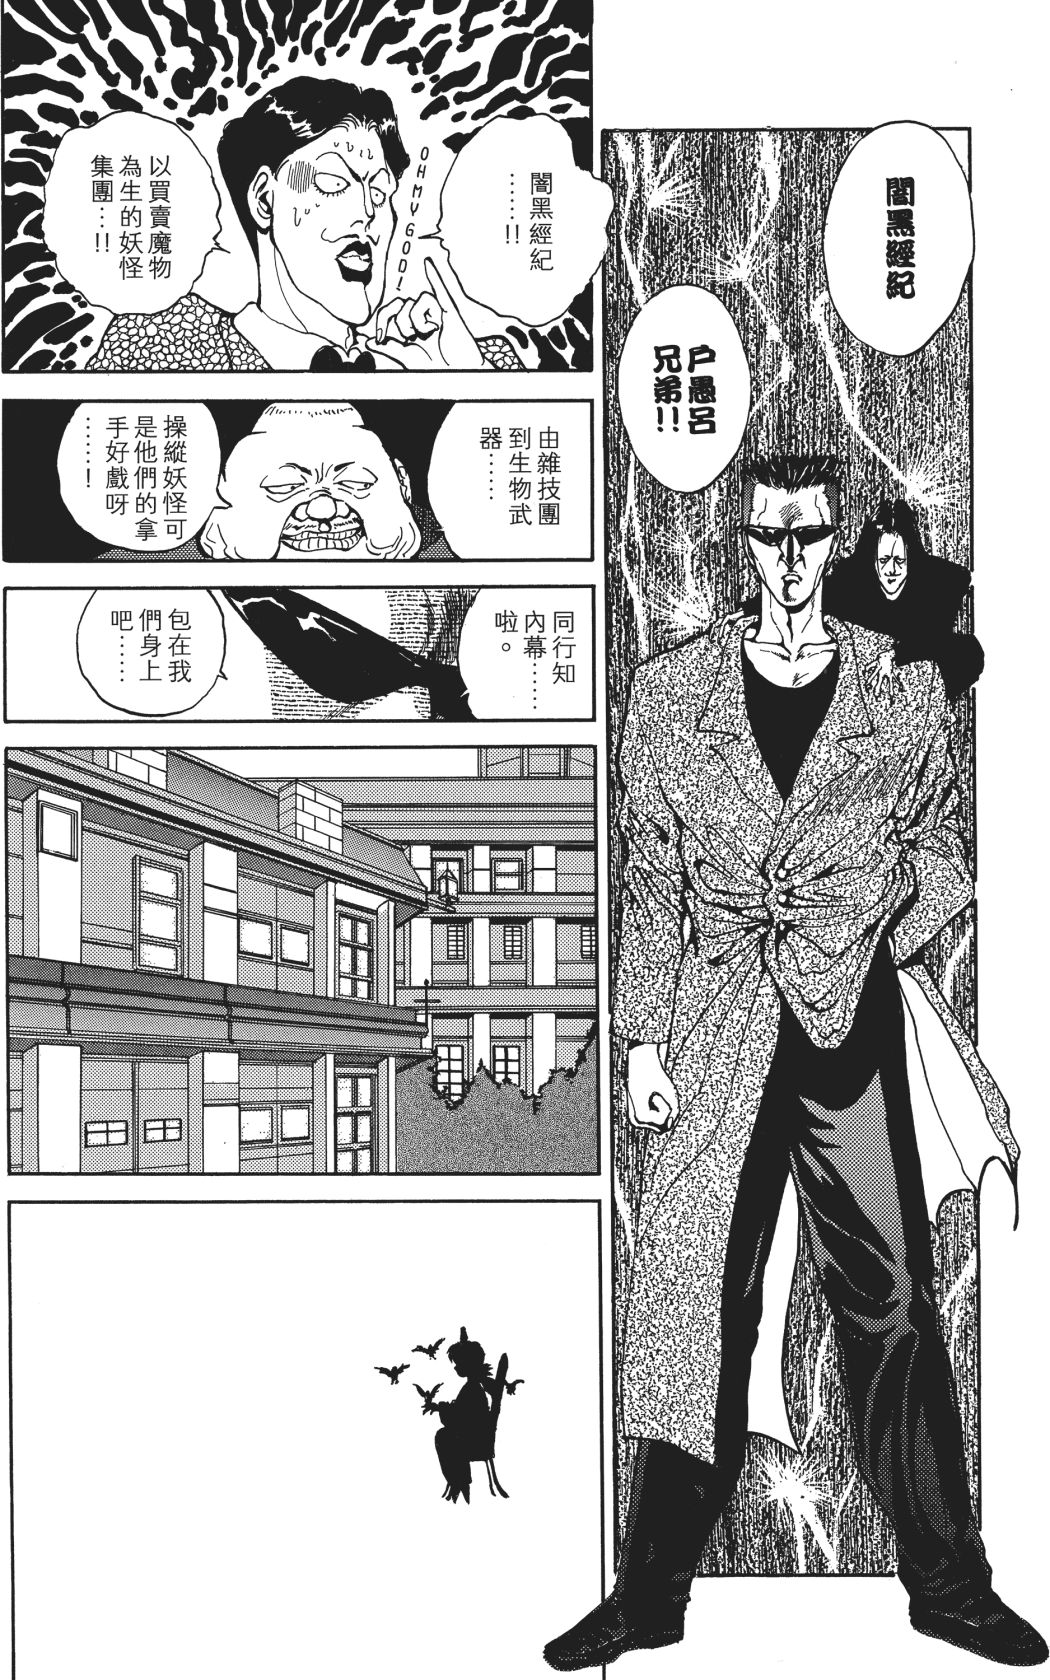 闇黑經紀
戶愚呂
兄弟!!
闇黑經紀
……!!
OH MY GOD!
以買賣魔物
為生的妖怪
集團…!!
由雜技團
到生物武
器……
操縱妖怪可
是他們的拿
手好戲呀
……!
同行知
內幕……
啦。
包在我
們身上
吧……